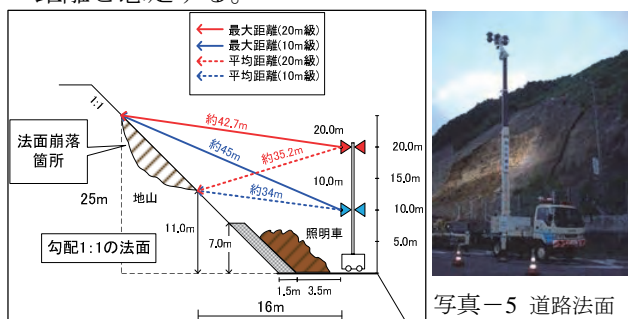 最大距離(20m級)
最大距離(10m級)
平均距離(20m級)
平均距離(10m級)
1:1
約42.7m
約45m
約35.2m
約34m
法面崩落
箇所
地山
25m
勾配1:1の法面
11.0m
7.0m
照明車
20.0m
10.0m
20.0m
15.0m
10.0m
5.0m
1.5m
3.5m
16m
写真－5 道路法面